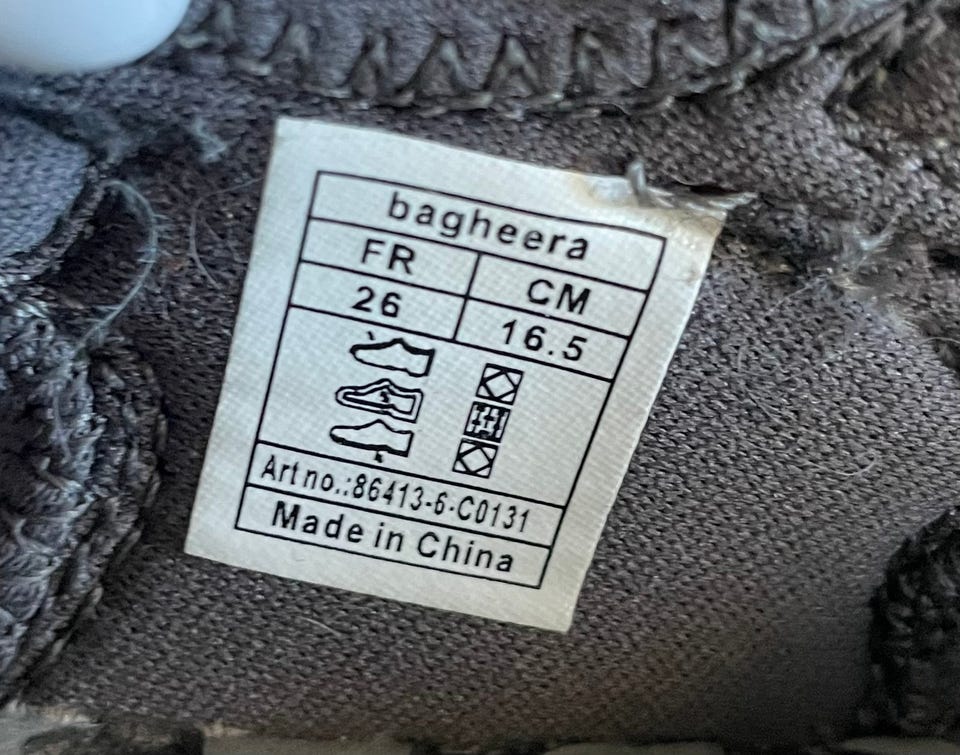 bagheera
FR CM
26 16.5
Art no.:86413-6-C0131
Made in China